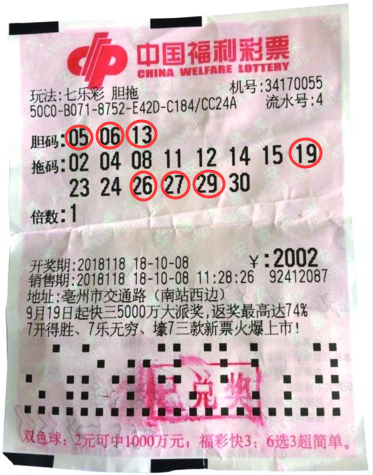 中国福利彩票
CHINA WELFARE LOTTERY
玩法:七乐彩 胆拖 机号:34170055
50C0-B071-8752-E42D-C184/CC24A 流水号:4
胆码:05 06 13
拖码:02 04 08 11 12 14 15 19
23 24 26 27 29 30
倍数:1
开奖期:2018118 18-10-08 ￥:2002
销售期:2018118 18-10-08 11:28:26 92412087
地址:亳州市交通路（南站西边）
9月19日起快三5000万大派奖,返奖最高达74%
7开得胜、7乐无穷、壕7三款新票火爆上市!
已兑奖
双色球: 2元可中1000万元; 福彩快3: 6选3超简单。